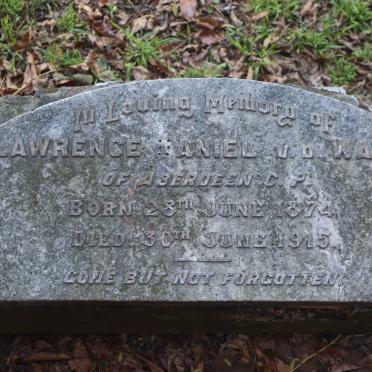 In Loving Memory of
LAWRENCE DANIEL V.D. WA
OF ABERDEEN C.P.
BORN 28TH JUNE 1874
DIED 30TH JUNE 1915.
GONE BUT NOT FORGOTTEN